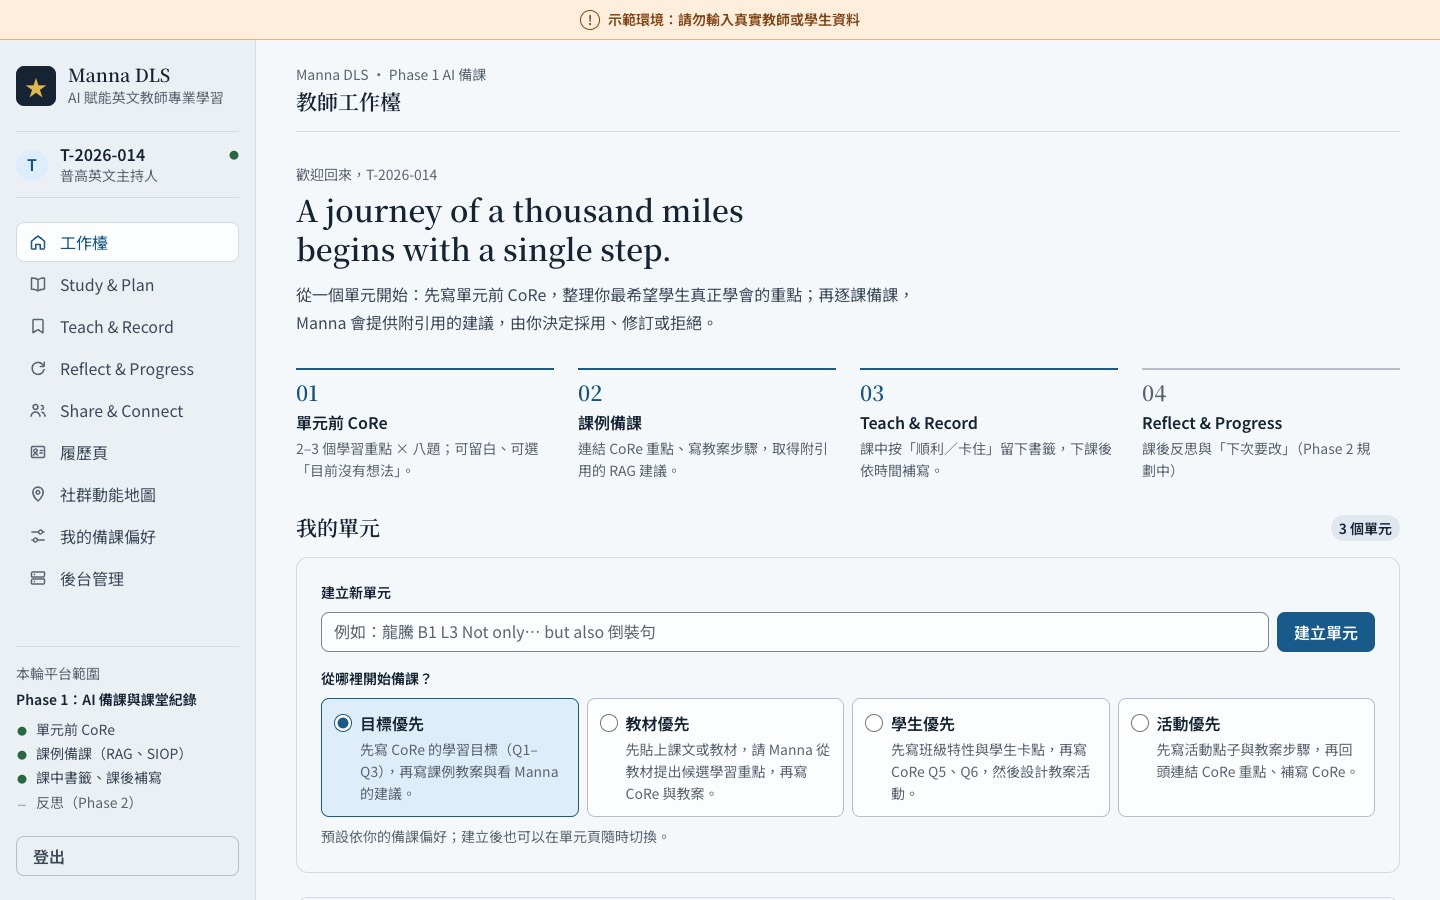 示範環境：請勿輸入真實教師或學生資料
Manna DLS
AI 賦能英文教師專業學習
T
T-2026-014
普高英文主持人
工作檯
Study & Plan
Teach & Record
Reflect & Progress
Share & Connect
履歷頁
社群動能地圖
我的備課偏好
後台管理
本輪平台範圍
Phase 1：AI 備課與課堂紀錄
單元前 CoRe
課例備課（RAG、SIOP）
課中書籤、課後補寫
反思（Phase 2）
登出
Manna DLS · Phase 1 AI 備課
教師工作檯
歡迎回來，T-2026-014
A journey of a thousand miles
begins with a single step.
從一個單元開始：先寫單元前 CoRe，整理你最希望學生真正學會的重點；再逐課備課，
Manna 會提供附引用的建議，由你決定採用、修訂或拒絕。
01
單元前 CoRe
2–3 個學習重點 × 八題；可留白、可選
「目前沒有想法」。
02
課例備課
連結 CoRe 重點、寫教案步驟，取得附引
用的 RAG 建議。
03
Teach & Record
課中按「順利／卡住」留下書籤，下課後
依時間補寫。
04
Reflect & Progress
課後反思與「下次要改」（Phase 2 規
劃中）
我的單元
3 個單元
建立新單元
例如：龍騰 B1 L3 Not only… but also 倒裝句
建立單元
從哪裡開始備課？
目標優先
先寫 CoRe 的學習目標（Q1–
Q3），再寫課例教案與看 Manna
的建議。
教材優先
先貼上課文或教材，請 Manna 從
教材提出候選學習重點，再寫
CoRe 與教案。
學生優先
先寫班級特性與學生卡點，再寫
CoRe Q5、Q6，然後設計教案活
動。
活動優先
先寫活動點子與教案步驟，再回
頭連結 CoRe 重點、補寫 CoRe。
預設依你的備課偏好；建立後也可以在單元頁隨時切換。